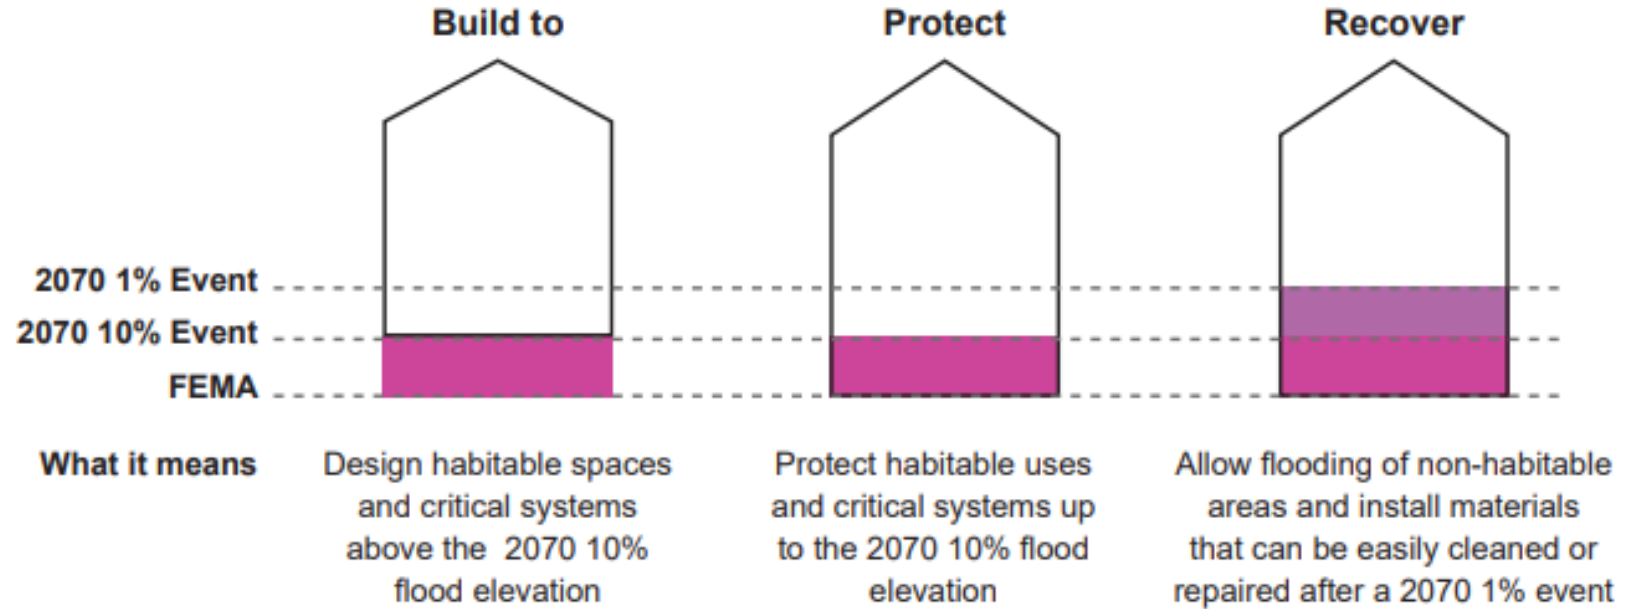 Build to
Protect
Recover
2070 1% Event
2070 10% Event
FEMA
What it means
Design habitable spaces
and critical systems
above the 2070 10%
flood elevation
Protect habitable uses
and critical systems up
to the 2070 10% flood
elevation
Allow flooding of non-habitable
areas and install materials
that can be easily cleaned or
repaired after a 2070 1% event